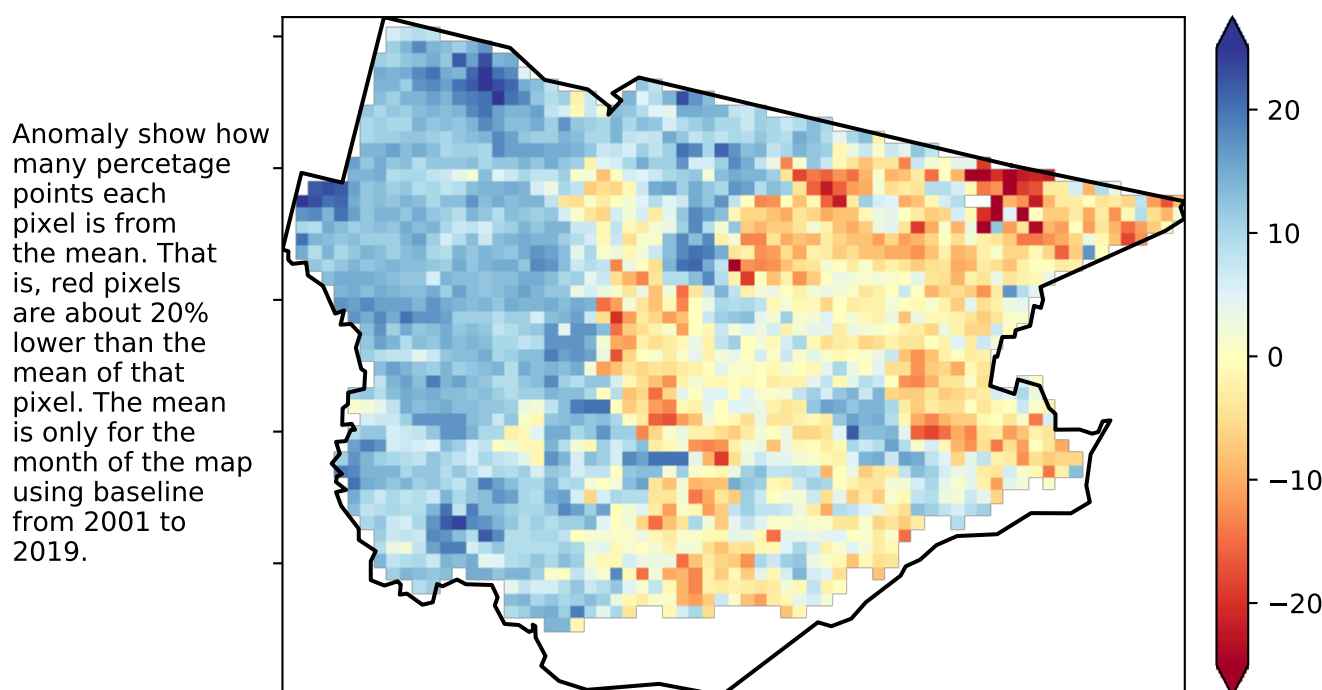 Anomaly show how
many percetage
points each
pixel is from
the mean. That
is, red pixels
are about 20%
lower than the
mean of that
pixel. The mean
is only for the
month of the map
using baseline
from 2001 to
2019.
20
10
0
−10
−20